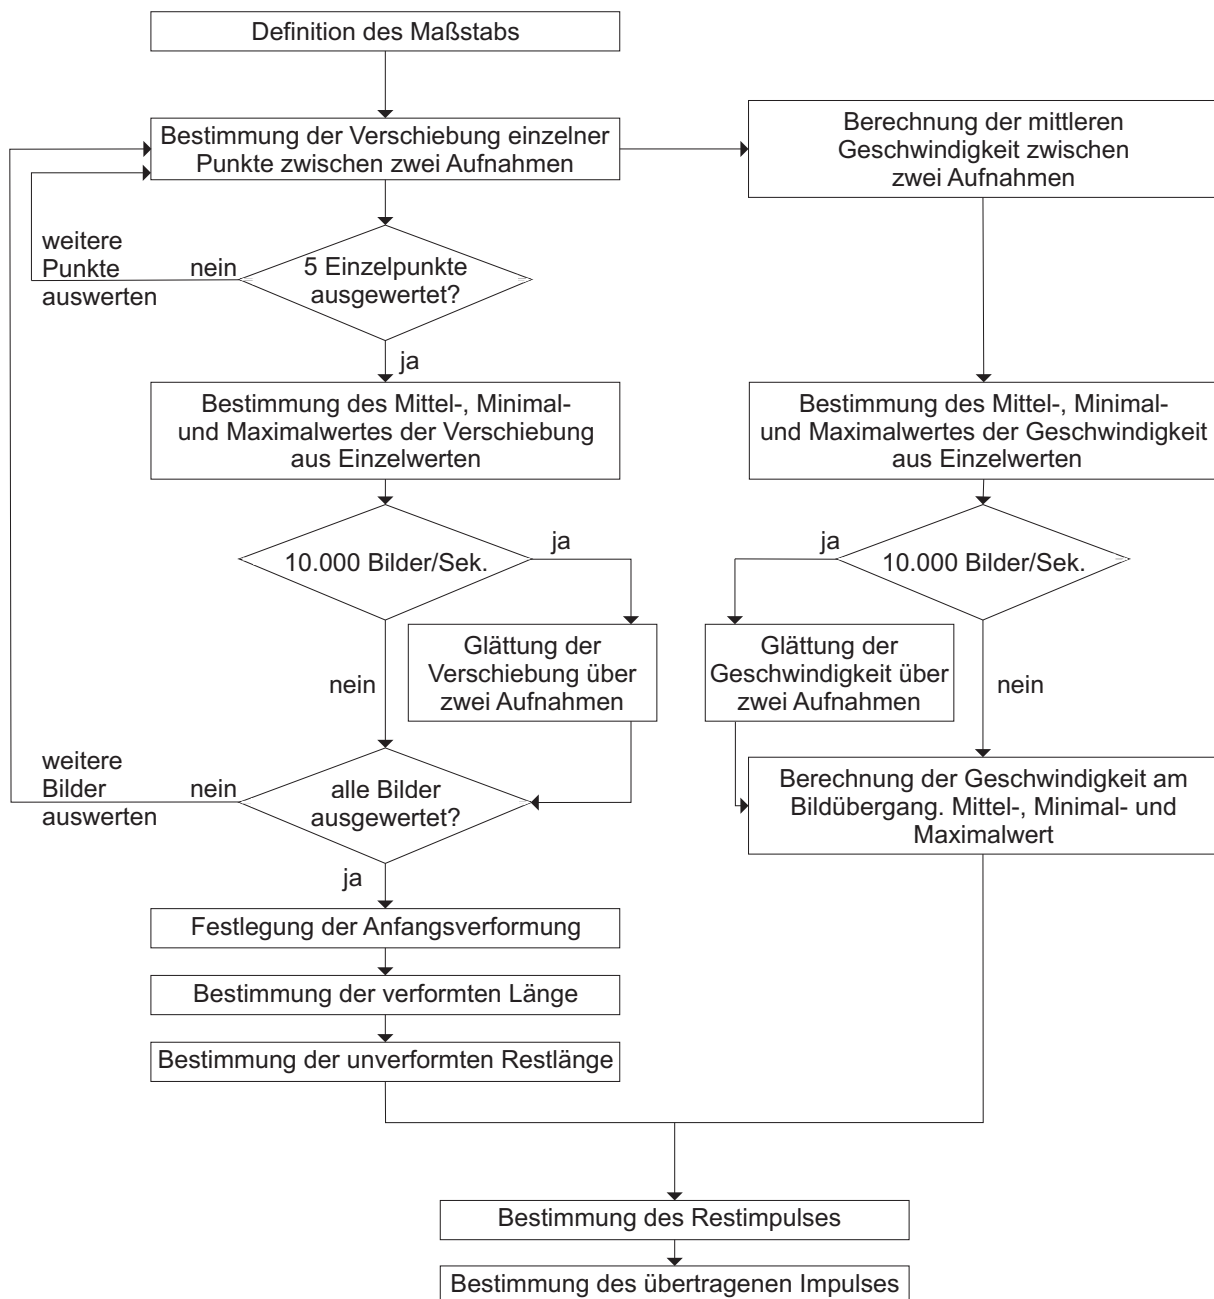 Definition des Maßstabs
Bestimmung der Verschiebung einzelner
Punkte zwischen zwei Aufnahmen
Berechnung der mittleren
Geschwindigkeit zwischen
zwei Aufnahmen
weitere
Punkte
auswerten
nein
5 Einzelpunkte
ausgewertet?
ja
Bestimmung des Mittel-, Minimal-
und Maximalwertes der Verschiebung
aus Einzelwerten
Bestimmung des Mittel-, Minimal-
und Maximalwertes der Geschwindigkeit
aus Einzelwerten
10.000 Bilder/Sek.
ja
ja
10.000 Bilder/Sek.
nein
Glättung der
Verschiebung über
zwei Aufnahmen
Glättung der
Geschwindigkeit über
zwei Aufnahmen
nein
weitere
Bilder
auswerten
nein
alle Bilder
ausgewertet?
Berechnung der Geschwindigkeit am
Bildübergang. Mittel-, Minimal- und
Maximalwert
ja
Festlegung der Anfangsverformung
Bestimmung der verformten Länge
Bestimmung der unverformten Restlänge
Bestimmung des Restimpulses
Bestimmung des übertragenen Impulses